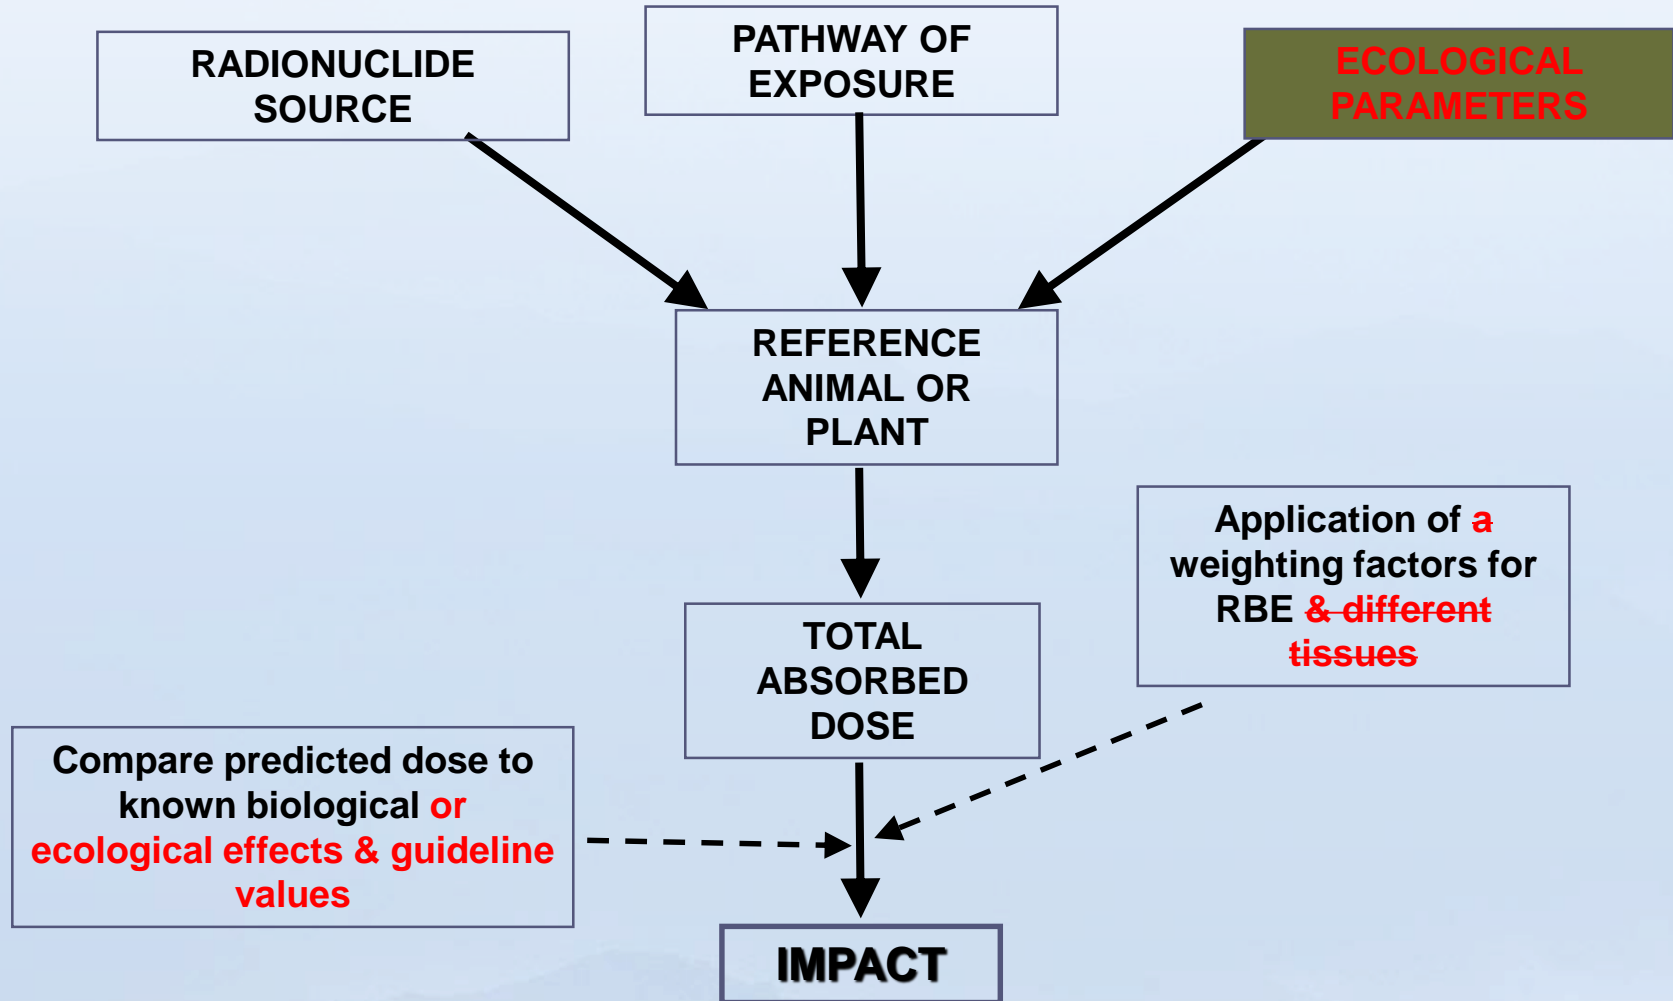 RADIONUCLIDE
SOURCE
PATHWAY OF
EXPOSURE
ECOLOGICAL
PARAMETERS
REFERENCE
ANIMAL OR
PLANT
Application of a
weighting factors for
RBE & different
tissues
TOTAL
ABSORBED
DOSE
Compare predicted dose to
known biological or
ecological effects & guideline
values
IMPACT